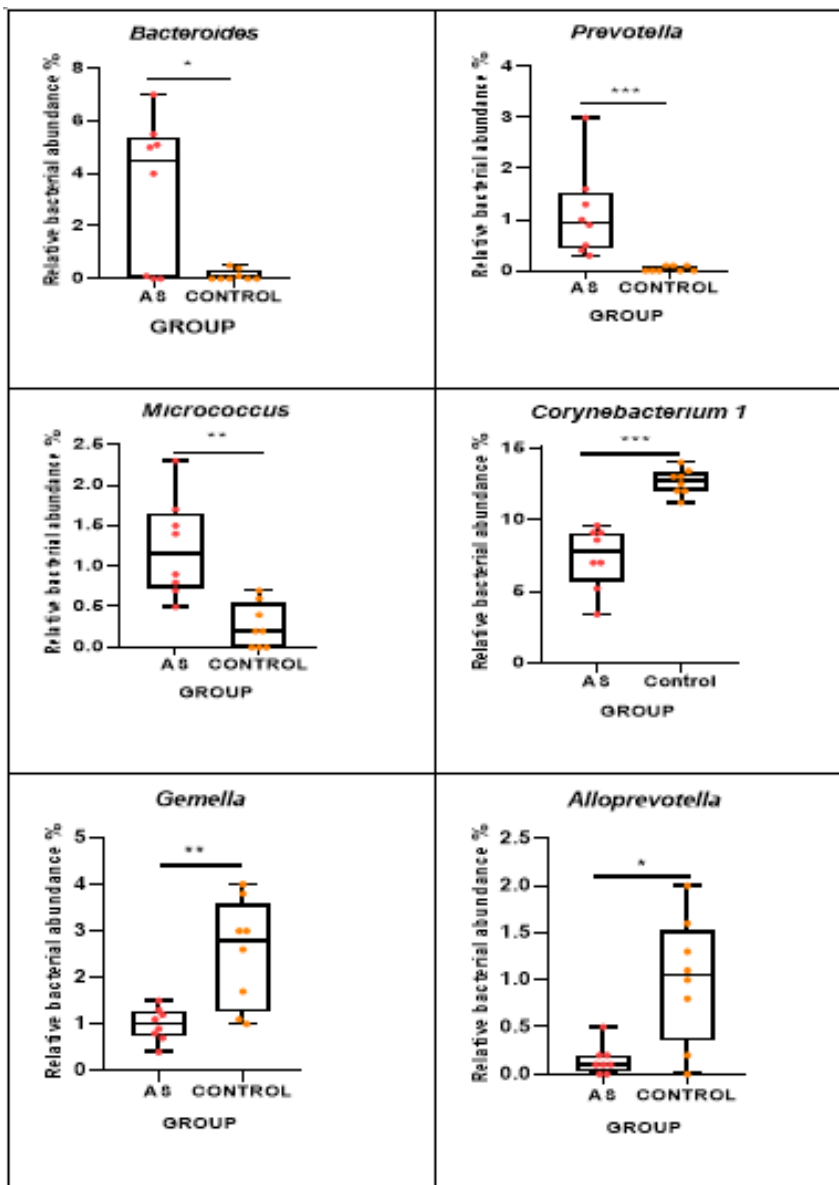 Bacteroides
Relative bacterial abundance %
8
6
4
2
0
*
AS CONTROL
GROUP
Prevotella
Relative bacterial abundance %
4
3
2
1
0
***
AS CONTROL
GROUP
Micrococcus
Relative bacterial abundance %
2.5
2.0
1.5
1.0
0.5
0.0
**
AS CONTROL
GROUP
Corynebacterium 1
Relative bacterial abundance %
15
10
5
0
***
AS Control
GROUP
Gemella
Relative bacterial abundance %
5
4
3
2
1
0
**
AS CONTROL
GROUP
Alloprevotella
Relative bacterial abundance %
2.5
2.0
1.5
1.0
0.5
0.0
*
AS CONTROL
GROUP